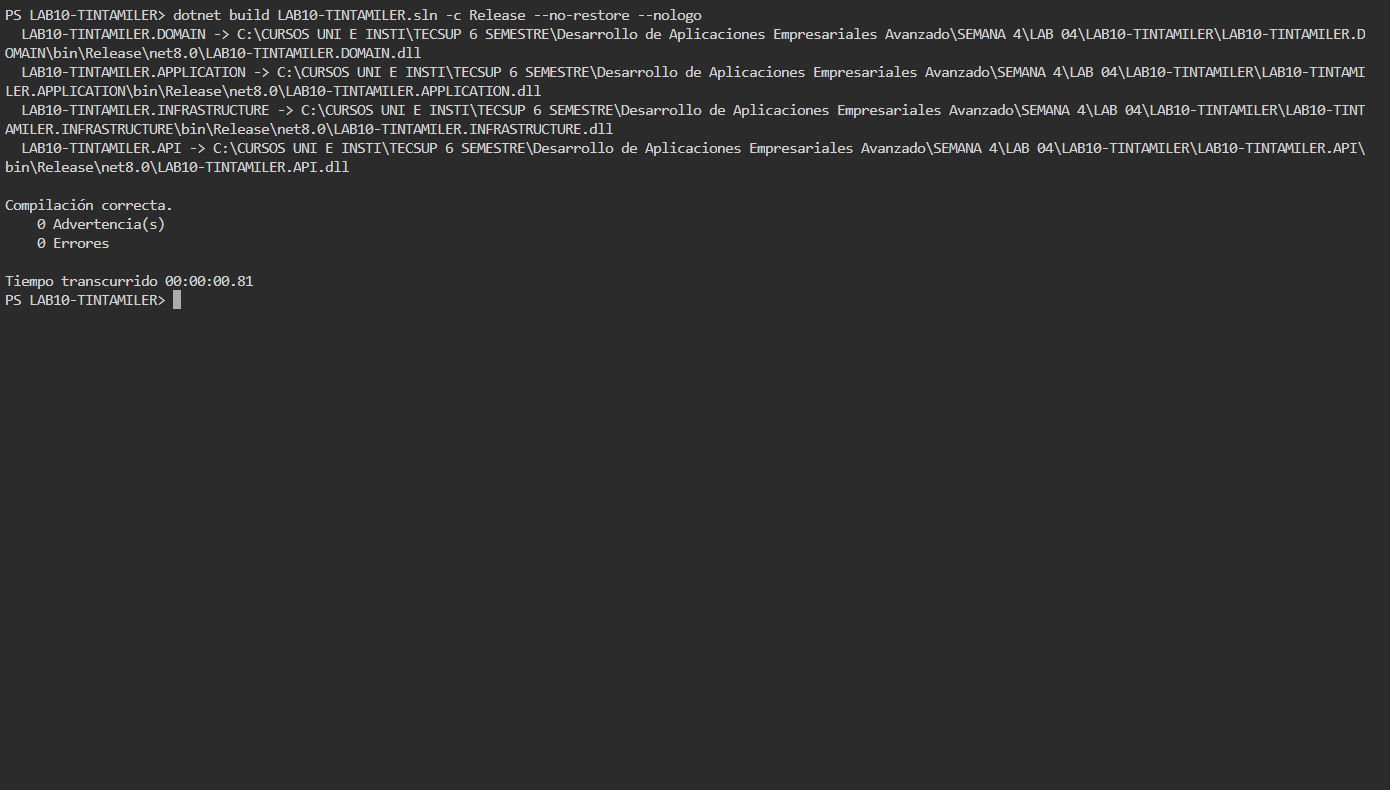 PS LAB10-TINTAMILER> dotnet build LAB10-TINTAMILER.sln -c Release --no-restore --nologo
  LAB10-TINTAMILER.DOMAIN -> C:\CURSOS UNI E INSTI\TECSUP 6 SEMESTRE\Desarrollo de Aplicaciones Empresariales Avanzado\SEMANA 4\LAB 04\LAB10-TINTAMILER\LAB10-TINTAMILER.D
OMAIN\bin\Release\net8.0\LAB10-TINTAMILER.DOMAIN.dll
  LAB10-TINTAMILER.APPLICATION -> C:\CURSOS UNI E INSTI\TECSUP 6 SEMESTRE\Desarrollo de Aplicaciones Empresariales Avanzado\SEMANA 4\LAB 04\LAB10-TINTAMILER\LAB10-TINTAMI
LER.APPLICATION\bin\Release\net8.0\LAB10-TINTAMILER.APPLICATION.dll
  LAB10-TINTAMILER.INFRASTRUCTURE -> C:\CURSOS UNI E INSTI\TECSUP 6 SEMESTRE\Desarrollo de Aplicaciones Empresariales Avanzado\SEMANA 4\LAB 04\LAB10-TINTAMILER\LAB10-TINT
AMILER.INFRASTRUCTURE\bin\Release\net8.0\LAB10-TINTAMILER.INFRASTRUCTURE.dll
  LAB10-TINTAMILER.API -> C:\CURSOS UNI E INSTI\TECSUP 6 SEMESTRE\Desarrollo de Aplicaciones Empresariales Avanzado\SEMANA 4\LAB 04\LAB10-TINTAMILER\LAB10-TINTAMILER.API\
bin\Release\net8.0\LAB10-TINTAMILER.API.dll

Compilación correcta.
    0 Advertencia(s)
    0 Errores

Tiempo transcurrido 00:00:00.81
PS LAB10-TINTAMILER>